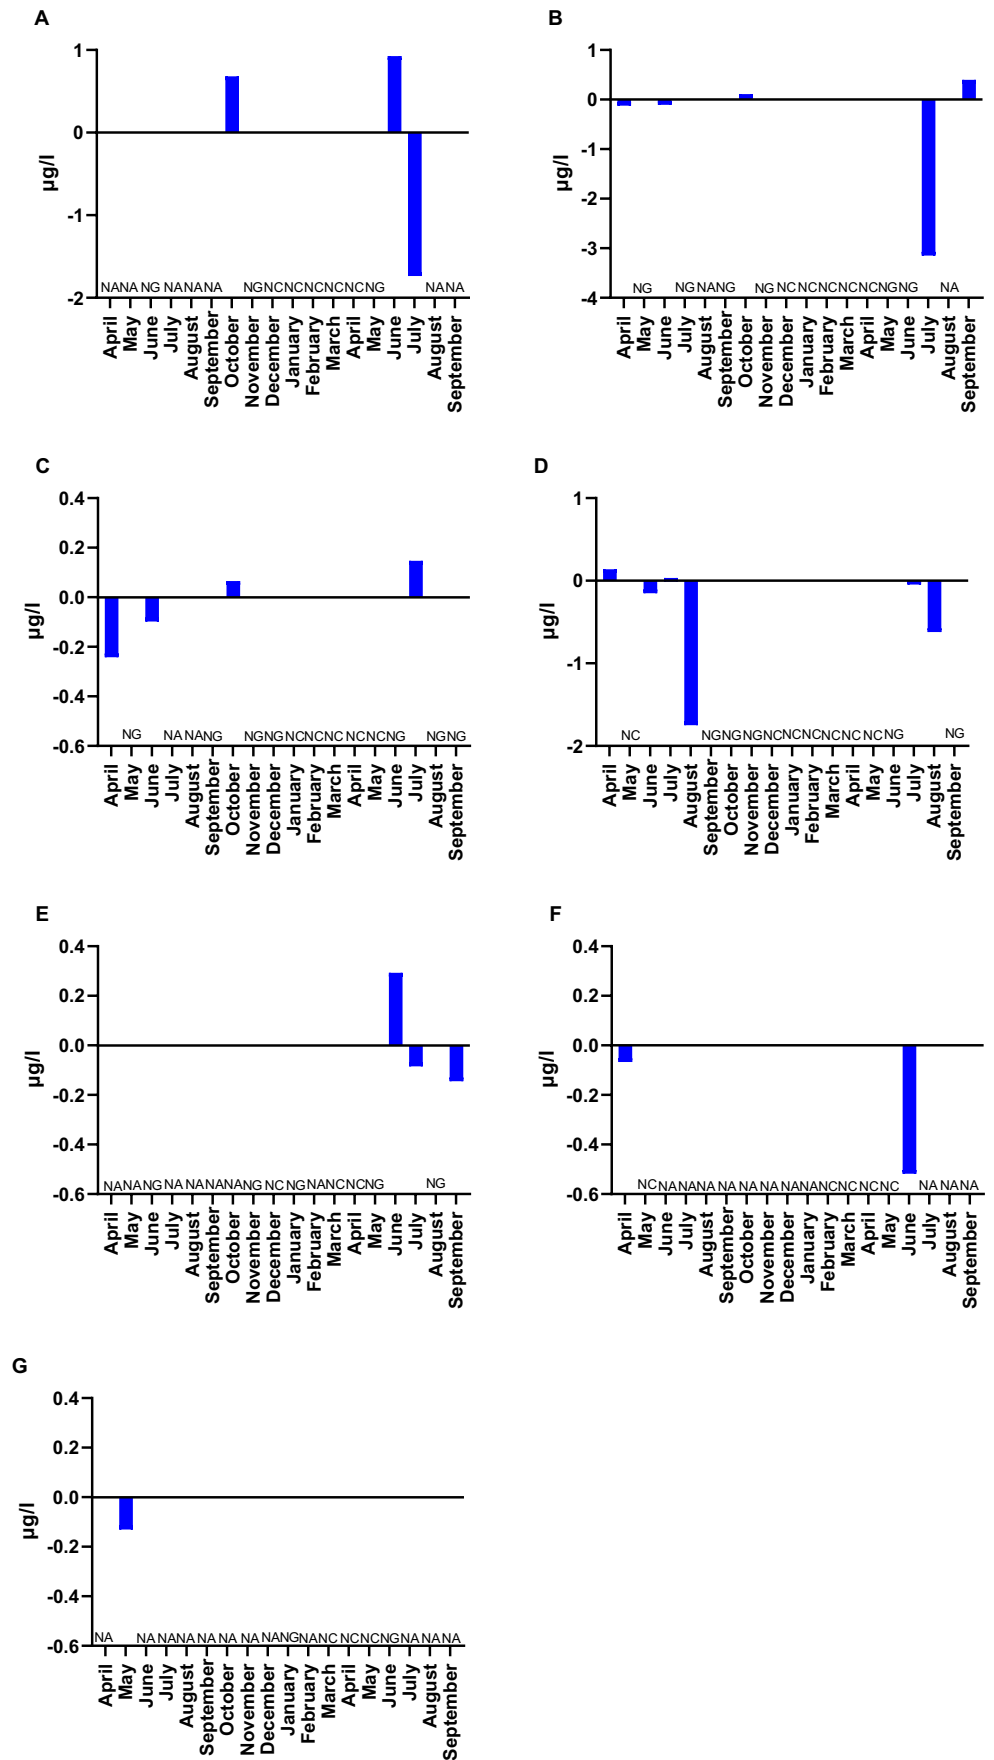 A
µg/l
1
0
-1
-2
NANA NG NANANA NGNCNCNCNCNCNG NANA
April
May
June
July
August
September
October
November
December
January
February
March
April
May
June
July
August
September
B
µg/l
1
0
-1
-2
-3
-4
NG NG NANG NG NCNCNCNCNCNGNG NA
April
May
June
July
August
September
October
November
December
January
February
March
April
May
June
July
August
September
C
µg/l
0.4
0.2
0.0
-0.2
-0.4
-0.6
NG NANANG NGNGNCNCNC NCNCNG NGNG
April
May
June
July
August
September
October
November
December
January
February
March
April
May
June
July
August
September
D
µg/l
1
0
-1
-2
NC NGNGNGNCNCNCNCNCNCNG NG
April
May
June
July
August
September
October
November
December
January
February
March
April
May
June
July
August
September
E
µg/l
0.4
0.2
0.0
-0.2
-0.4
-0.6
NANANG NA NANANANG NC NG NANCNCNG NG
April
May
June
July
August
September
October
November
December
January
February
March
April
May
June
July
August
September
F
µg/l
0.4
0.2
0.0
-0.2
-0.4
-0.6
NCNANANA NA NA NA NANANCNC NCNC NA NANA
April
May
June
July
August
September
October
November
December
January
February
March
April
May
June
July
August
September
G
µg/l
0.4
0.2
0.0
-0.2
-0.4
-0.6
NA NA NANA NA NA NA NANGNANC NCNCNGNA NANA
April
May
June
July
August
September
October
November
December
January
February
March
April
May
June
July
August
September